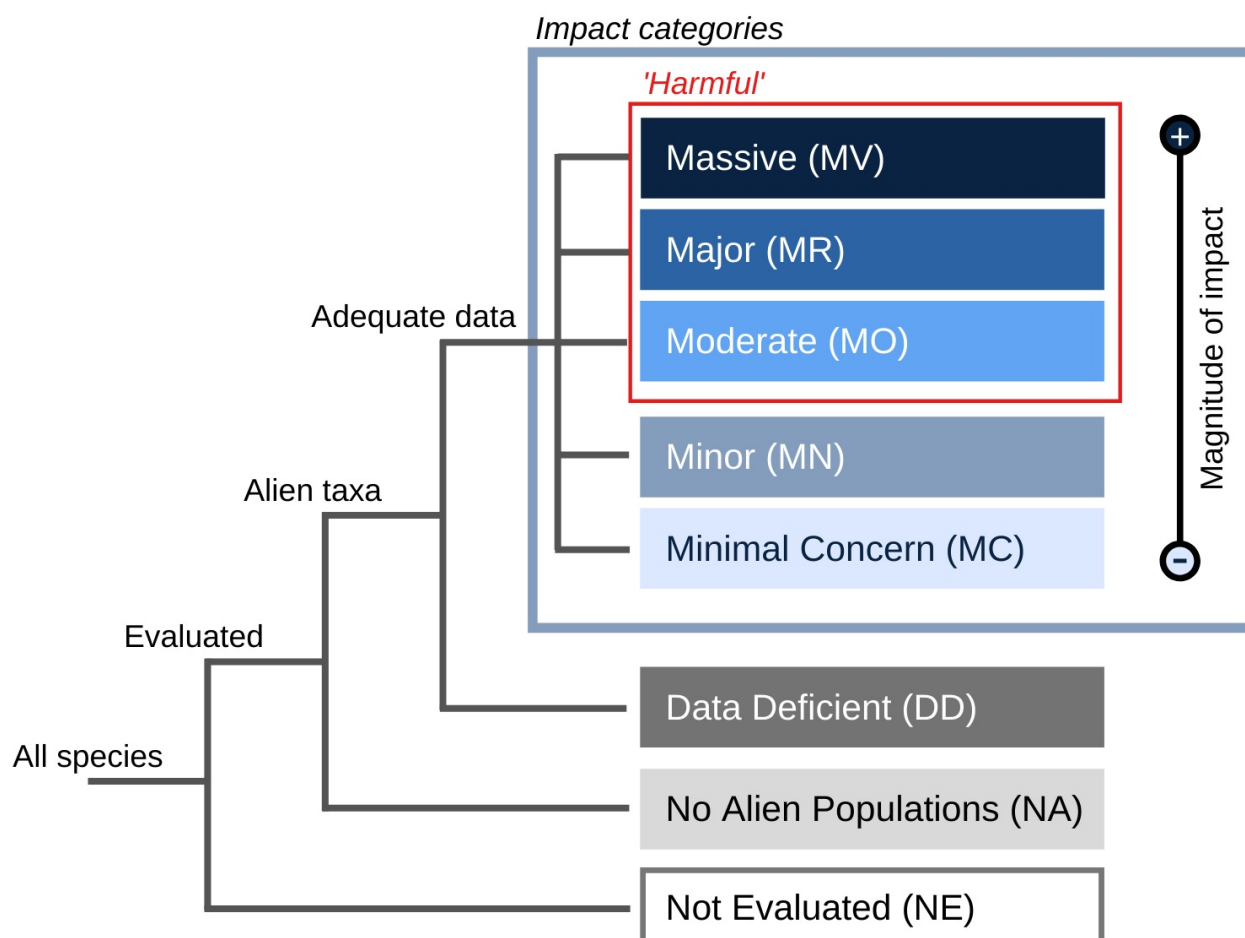 Impact categories
'Harmful'
Massive (MV)
+
Major (MR)
Adequate data
Moderate (MO)
Magnitude of impact
Minor (MN)
Alien taxa
Minimal Concern (MC)
-
Evaluated
Data Deficient (DD)
All species
No Alien Populations (NA)
Not Evaluated (NE)